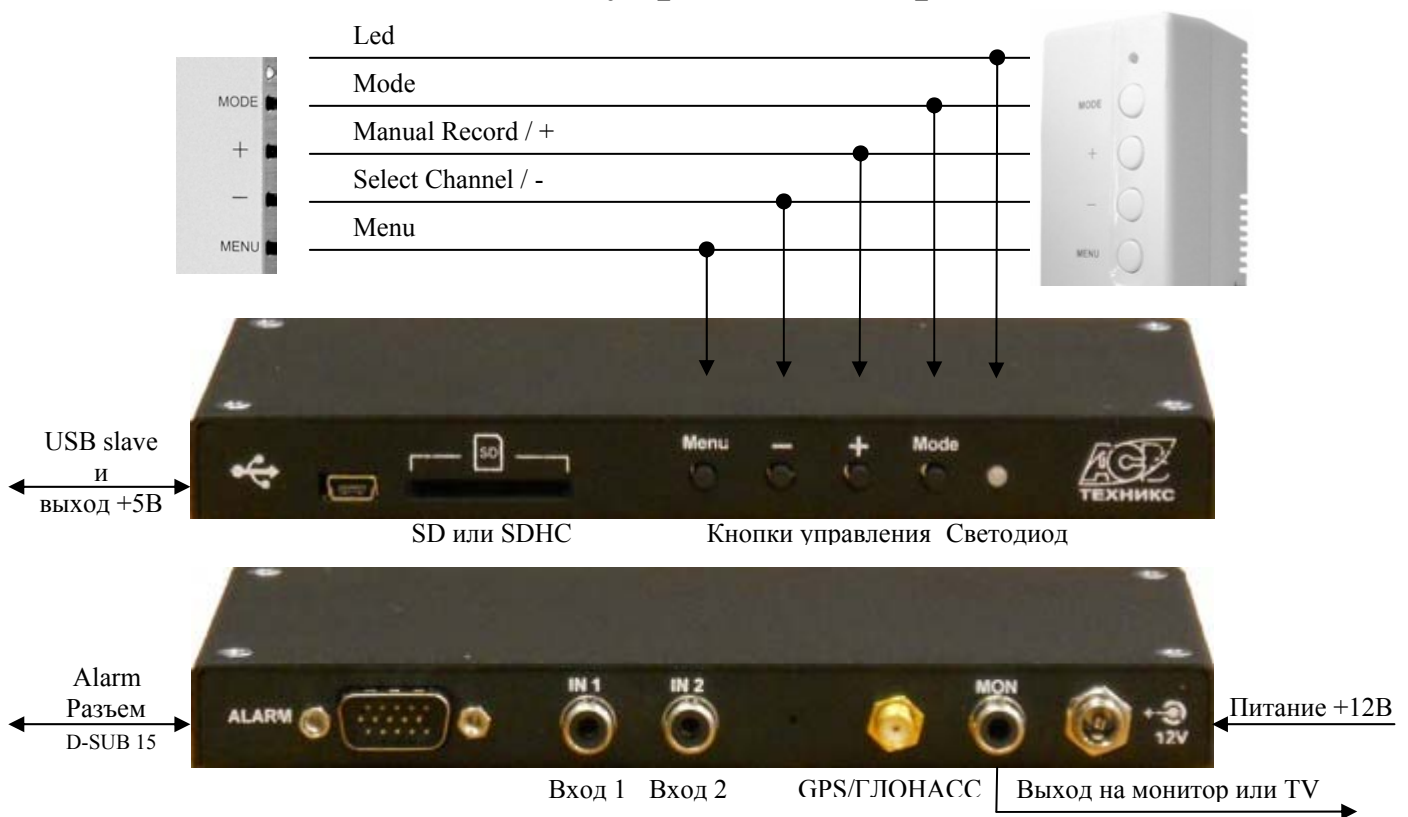 Led
Mode
Manual Record / +
Select Channel / -
Menu
MODE
+
−
MENU
MODE
+
−
MENU
USB slave
и
выход +5В
SD
Menu
−
+
Mode
АСЕ
ТЕХНИКС
SD или SDHC
Кнопки управления
Светодиод
Alarm
Разъем
D-SUB 15
ALARM
IN 1
IN 2
MON
12V
Питание +12В
Вход 1
Вход 2
GPS/ГЛОНАСС
Выход на монитор или TV